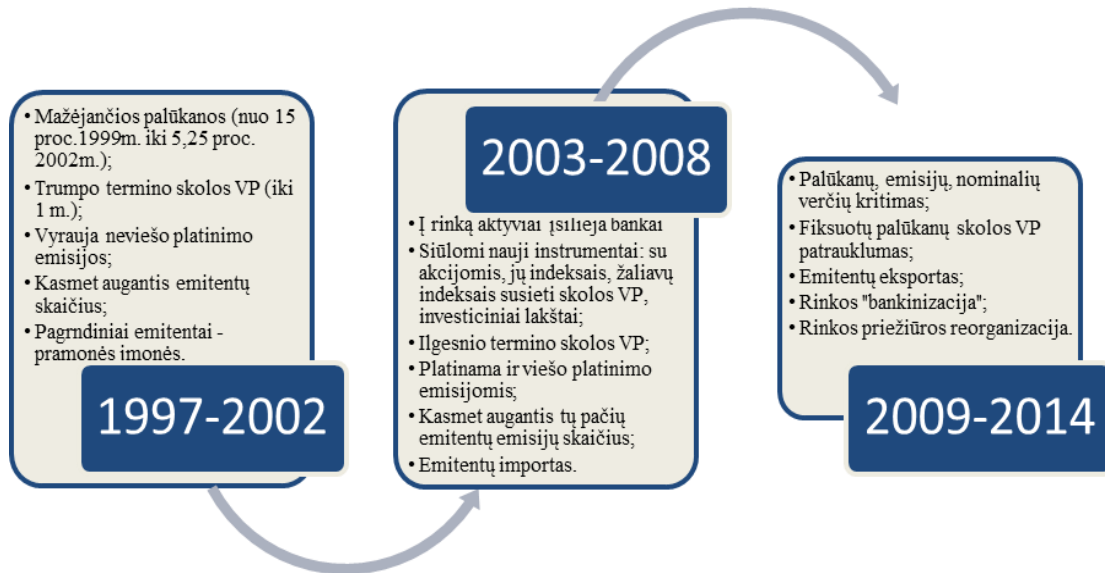 • Mažėjančios palūkanos (nuo 15
proc.1999m. iki 5,25 proc.
2002m.);
• Trumpo termino skolos VP (iki
1 m.);
• Vyrauja neviešo platinimo
emisijos;
• Kasmet augantis emitentų
skaičius;
• Pagrndiniai emitentai -
pramonės imonės.
1997-2002
2003-2008
• Į rinką aktyviai įsilieja bankai
• Siūlomi nauji instrumentai: su
akcijomis, jų indeksais, žaliavų
indeksais susieti skolos VP,
investiciniai lakštai;
• Ilgesnio termino skolos VP;
• Platinama ir viešo platinimo
emisijomis;
• Kasmet augantis tų pačių
emitentų emisijų skaičius;
• Emitentų importas.
• Palūkanų, emisijų, nominalių
verčių kritimas;
• Fiksuotų palūkanų skolos VP
patrauklumas;
• Emitentų eksportas;
• Rinkos "bankinizacija";
• Rinkos priežiūros reorganizacija.
2009-2014